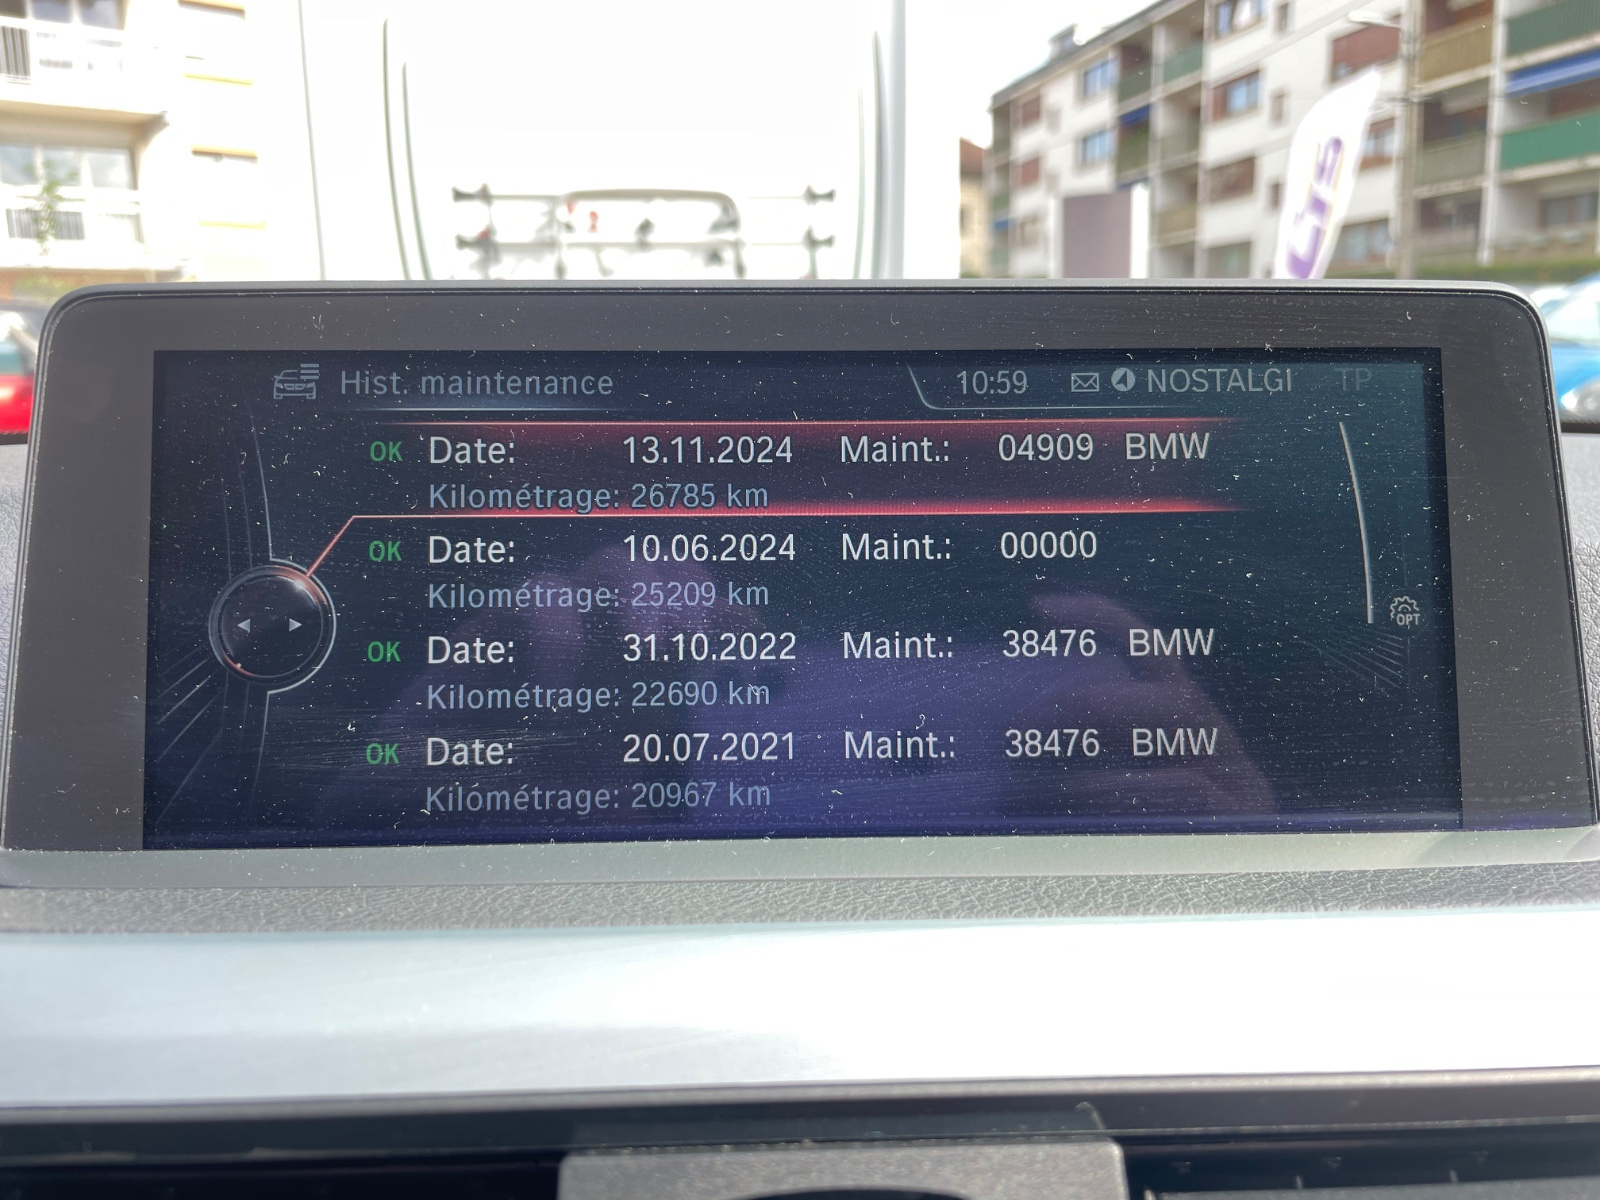 Hist. maintenance 10:59 NOSTALGI TP
OK Date: 13.11.2024 Maint.: 04909 BMW
Kilométrage: 26785 km
OK Date: 10.06.2024 Maint.: 00000
Kilométrage: 25209 km
OPT
OK Date: 31.10.2022 Maint.: 38476 BMW
Kilométrage: 22690 km
OK Date: 20.07.2021 Maint.: 38476 BMW
Kilométrage: 20967 km